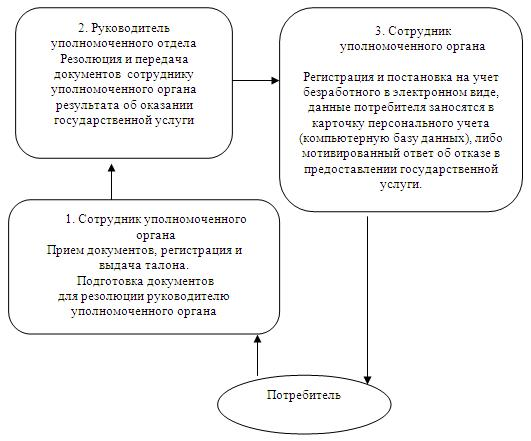 2. Руководитель
уполномоченного отдела
Резолюция и передача
документов сотруднику
уполномоченного органа
результата об оказании
государственной услуги
3. Сотрудник
уполномоченного органа
Регистрация и постановка на учет
безработного в электронном виде,
данные потребителя заносятся в
карточку персонального учета
(компьютерную базу данных), либо
мотивированный ответ об отказе в
предоставлении государственной
услуги.
1. Сотрудник уполномоченного
органа
Прием документов, регистрация и
выдача талона.
Подготовка документов
для резолюции руководителю
уполномоченного органа
Потребитель